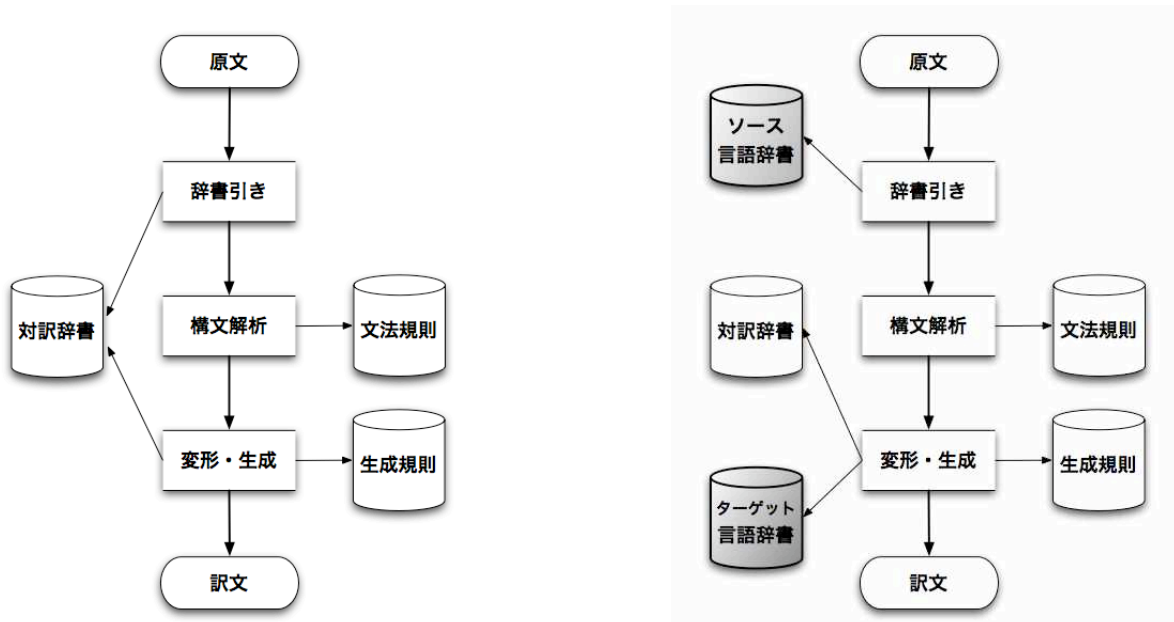 原文
辞書引き
対訳辞書
構文解析
文法規則
変形・生成
生成規則
訳文
原文
ソース
言語辞書
辞書引き
対訳辞書
構文解析
文法規則
変形・生成
生成規則
ターゲット
言語辞書
訳文